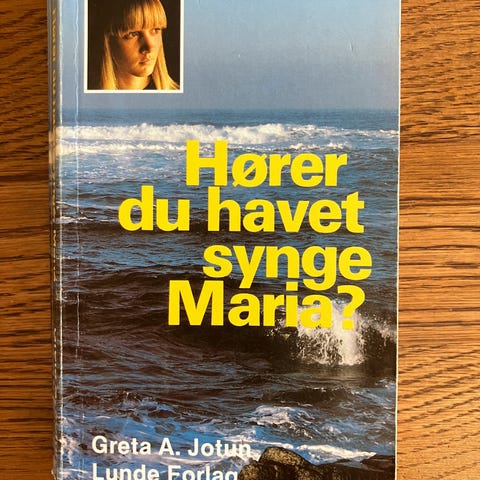 Hører
du havet
synge
Maria?
Greta A. Jotun
Lunde Forlag